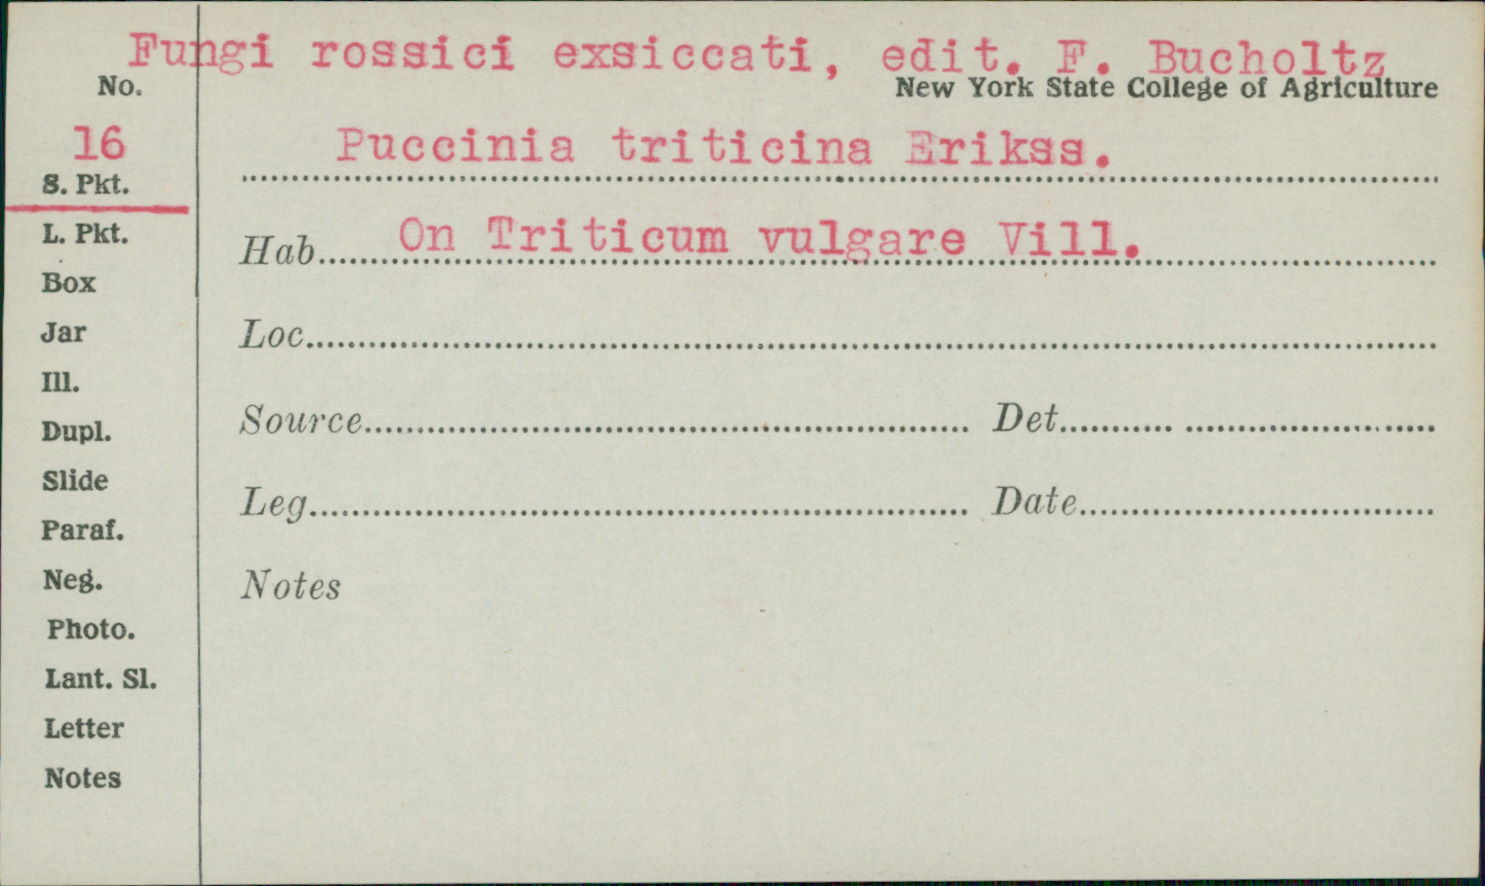 Fungi rossici exsiccati, edit. F. Bucholtz
No.
New York State College of Agriculture
16
Puccinia triticina Erikss.
S. Pkt.
L. Pkt.
Hab. On Triticum vulgare Vill.
Box
Jar
Loc.
Ill.
Dupl.
Source Det.
Slide
Leg. Date
Paraf.
Neg.
Notes
Photo.
Lant. Sl.
Letter
Notes